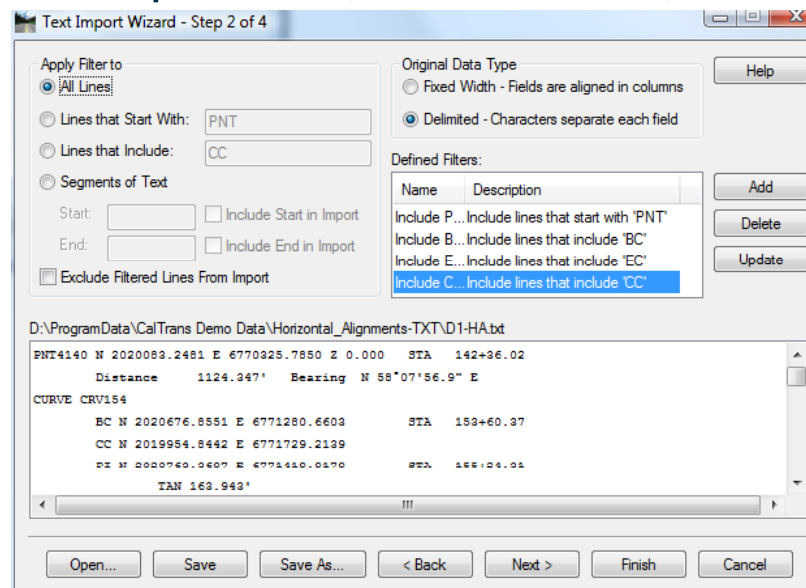 Text Import Wizard - Step 2 of 4
Apply Filter to
All Lines
Lines that Start With: PNT
Lines that Include: CC
Segments of Text
Start: Include Start in Import
End: Include End in Import
Exclude Filtered Lines From Import
Original Data Type
Fixed Width - Fields are aligned in columns
Delimited - Characters separate each field
Help
Defined Filters:
Name Description
Include P... Include lines that start with 'PNT'
Include B... Include lines that include 'BC'
Include E... Include lines that include 'EC'
Include C... Include lines that include 'CC'
Add
Delete
Update
D:\ProgramData\CalTrans Demo Data\Horizontal_Alignments-TXT\D1-HA.txt
PNT4140 N 2020083.2481 E 6770325.7850 Z 0.000 STA 142+36.02
Distance 1124.347' Bearing N 58°07'56.9" E
CURVE CRV154
BC N 2020676.8551 E 6771280.6603 STA 153+60.37
CC N 2019954.8442 E 6771729.2139
PI N E STA
TAN 163.943'
Open... Save Save As... < Back Next > Finish Cancel